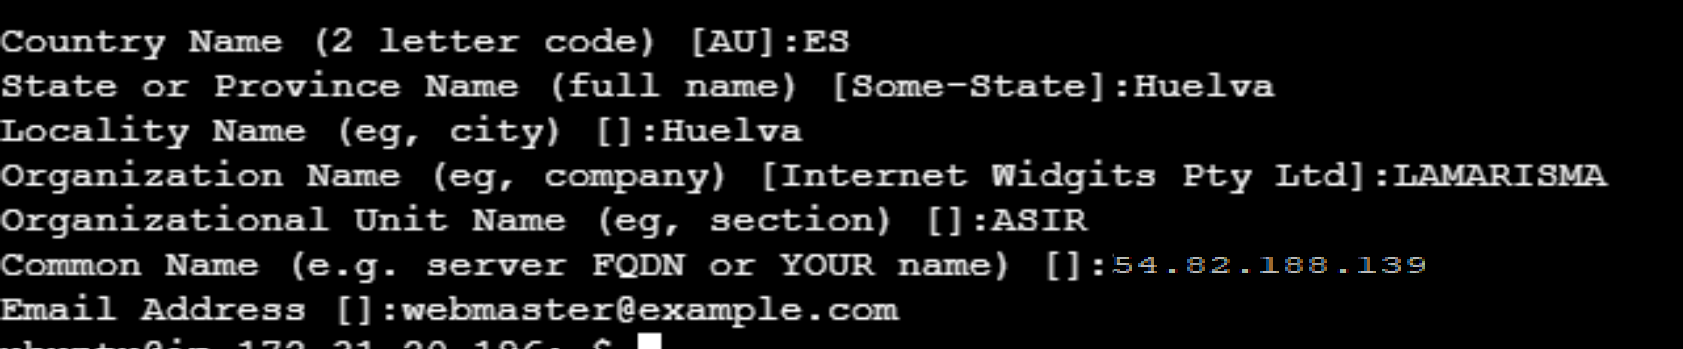 Country Name (2 letter code) [AU]:ES
State or Province Name (full name) [Some-State]:Huelva
Locality Name (eg, city) []:Huelva
Organization Name (eg, company) [Internet Widgits Pty Ltd]:LAMARISMA
Organizational Unit Name (eg, section) []:ASIR
Common Name (e.g. server FQDN or YOUR name) []:54.82.188.139
Email Address []:webmaster@example.com